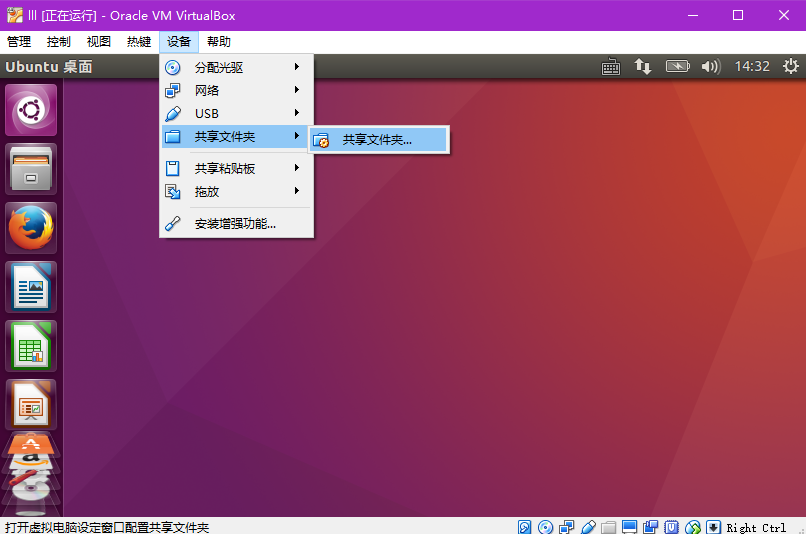 lll [正在运行] - Oracle VM VirtualBox
管理 控制 视图 热键 设备 帮助
Ubuntu 桌面
14:32
分配光驱
网络
USB
共享文件夹
共享文件夹...
共享粘贴板
拖放
安装增强功能...
打开虚拟电脑设定窗口配置共享文件夹
Right Ctrl